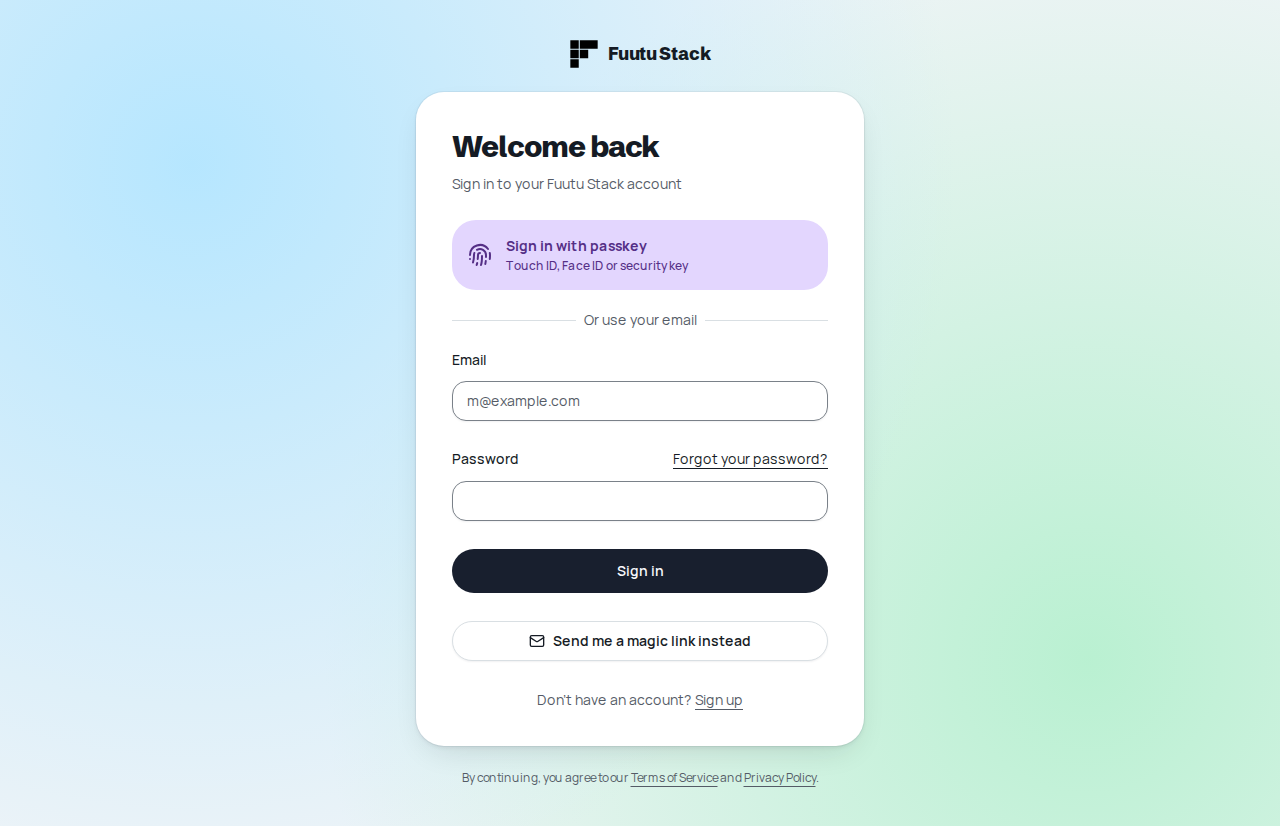 Fuutu Stack
Welcome back
Sign in to your Fuutu Stack account
Sign in with passkey
Touch ID, Face ID or security key
Or use your email
Email
m@example.com
Password
Forgot your password?
Sign in
Send me a magic link instead
Don't have an account? Sign up
By continuing, you agree to our Terms of Service and Privacy Policy.